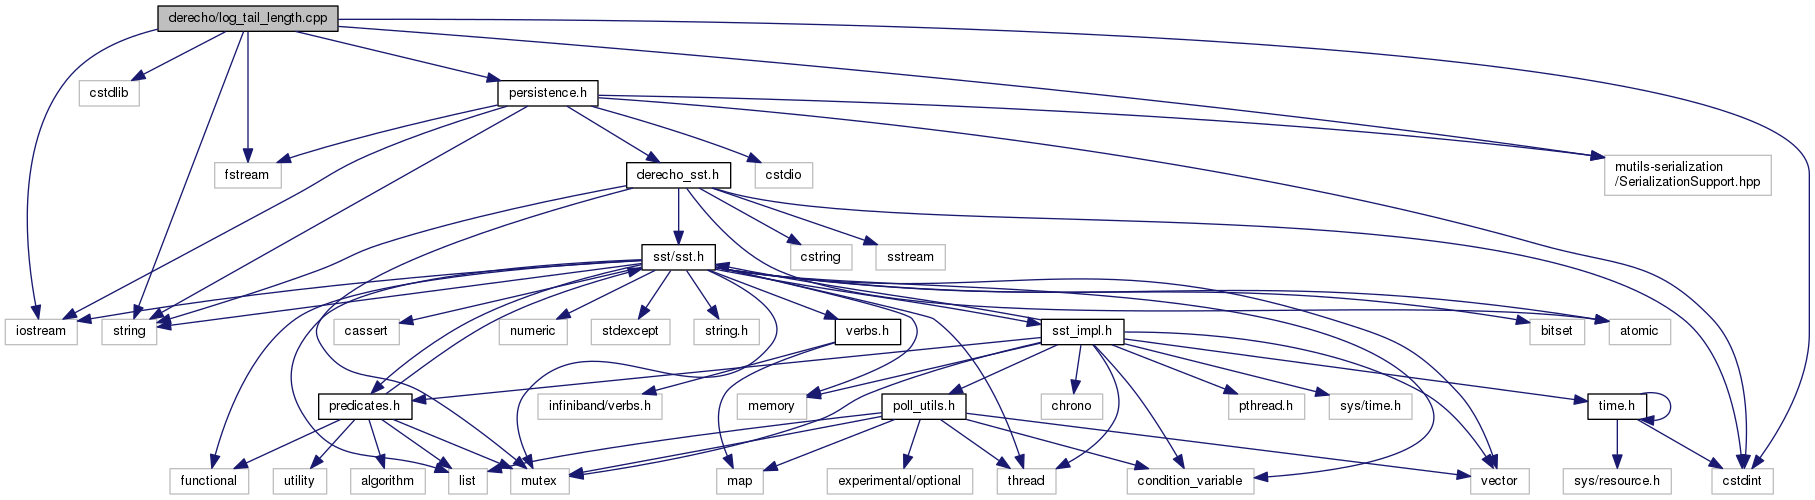 derecho/log_tail_length.cpp
cstdlib
persistence.h
fstream
derecho_sst.h
cstdio
mutils-serialization
/SerializationSupport.hpp
sst/sst.h
cstring
sstream
iostream
string
cassert
numeric
stdexcept
string.h
verbs.h
sst_impl.h
bitset
atomic
predicates.h
infiniband/verbs.h
memory
poll_utils.h
chrono
pthread.h
sys/time.h
time.h
functional
utility
algorithm
list
mutex
map
experimental/optional
thread
condition_variable
vector
sys/resource.h
cstdint